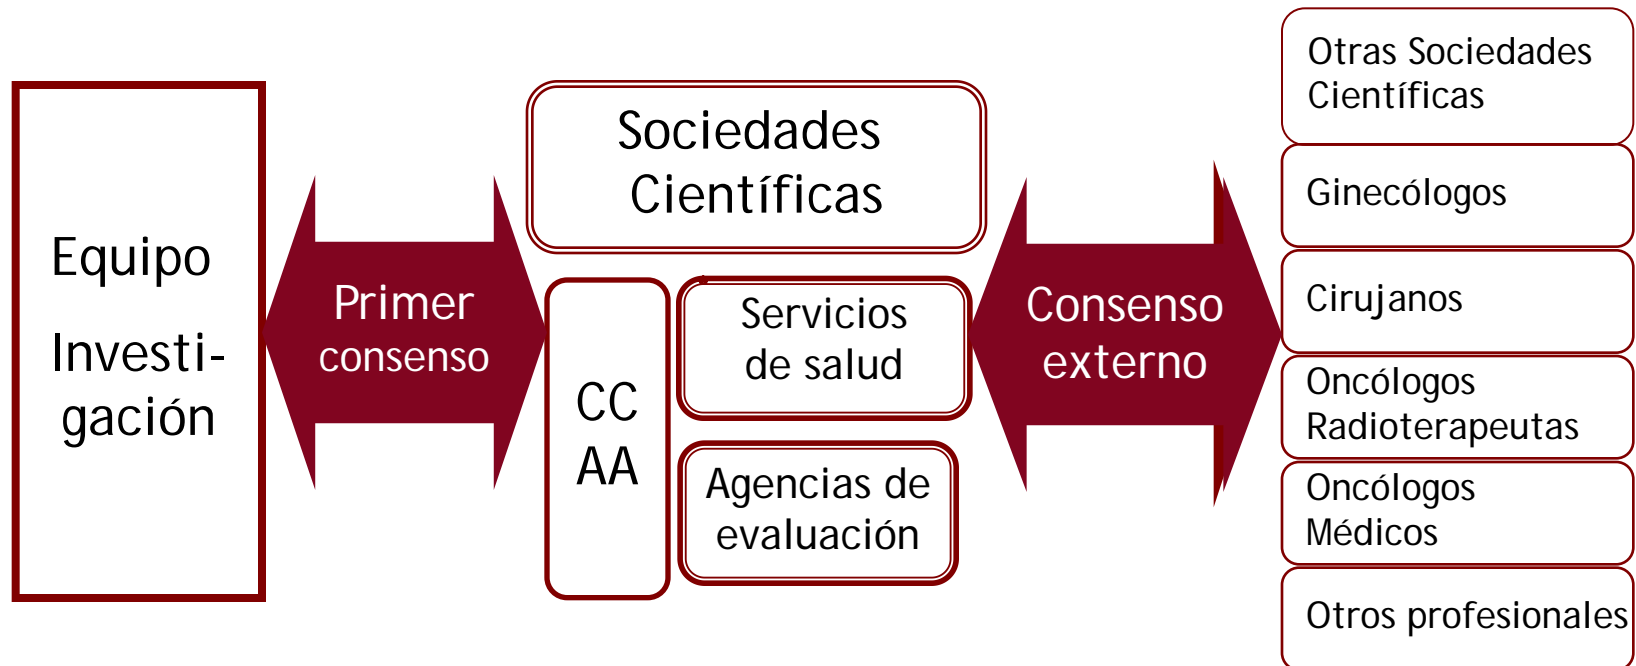 Equipo
Investi-
gación
Primer
consenso
Sociedades
Científicas
CC
AA
Servicios
de salud
Agencias de
evaluación
Consenso
externo
Otras Sociedades
Científicas
Ginecólogos
Cirujanos
Oncólogos
Radioterapeutas
Oncólogos
Médicos
Otros profesionales